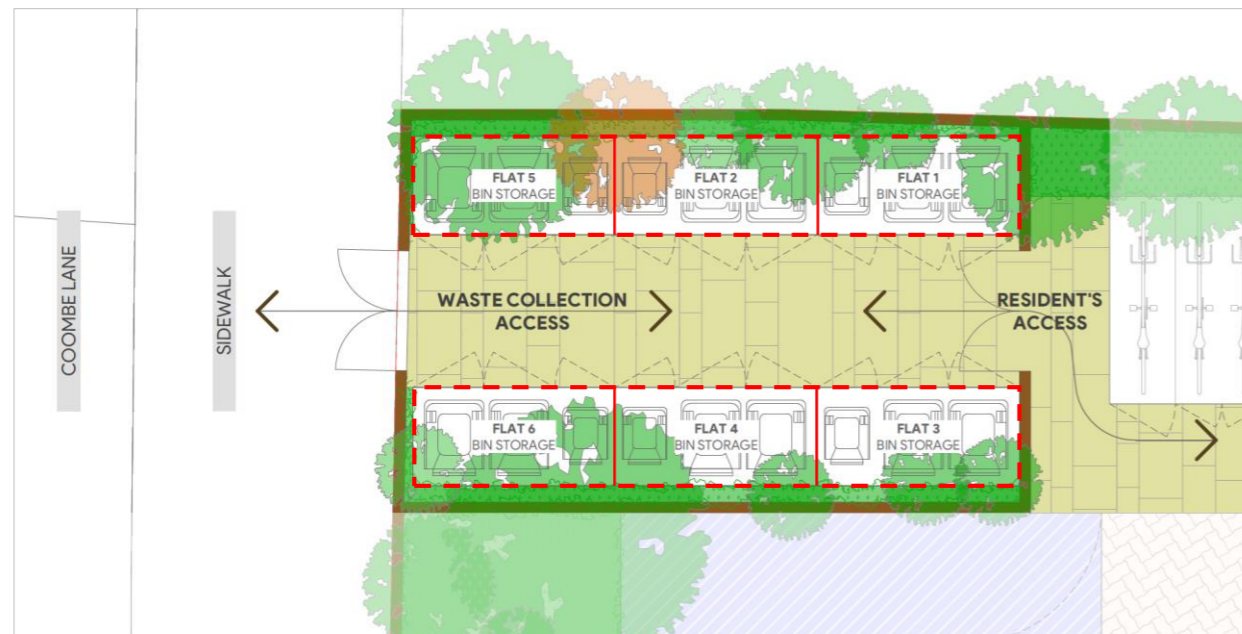 COOMBE LANE
SIDEWALK
FLAT 5
BIN STORAGE
FLAT 2
BIN STORAGE
FLAT 1
BIN STORAGE
WASTE COLLECTION
ACCESS
RESIDENT'S
ACCESS
FLAT 6
BIN STORAGE
FLAT 4
BIN STORAGE
FLAT 3
BIN STORAGE